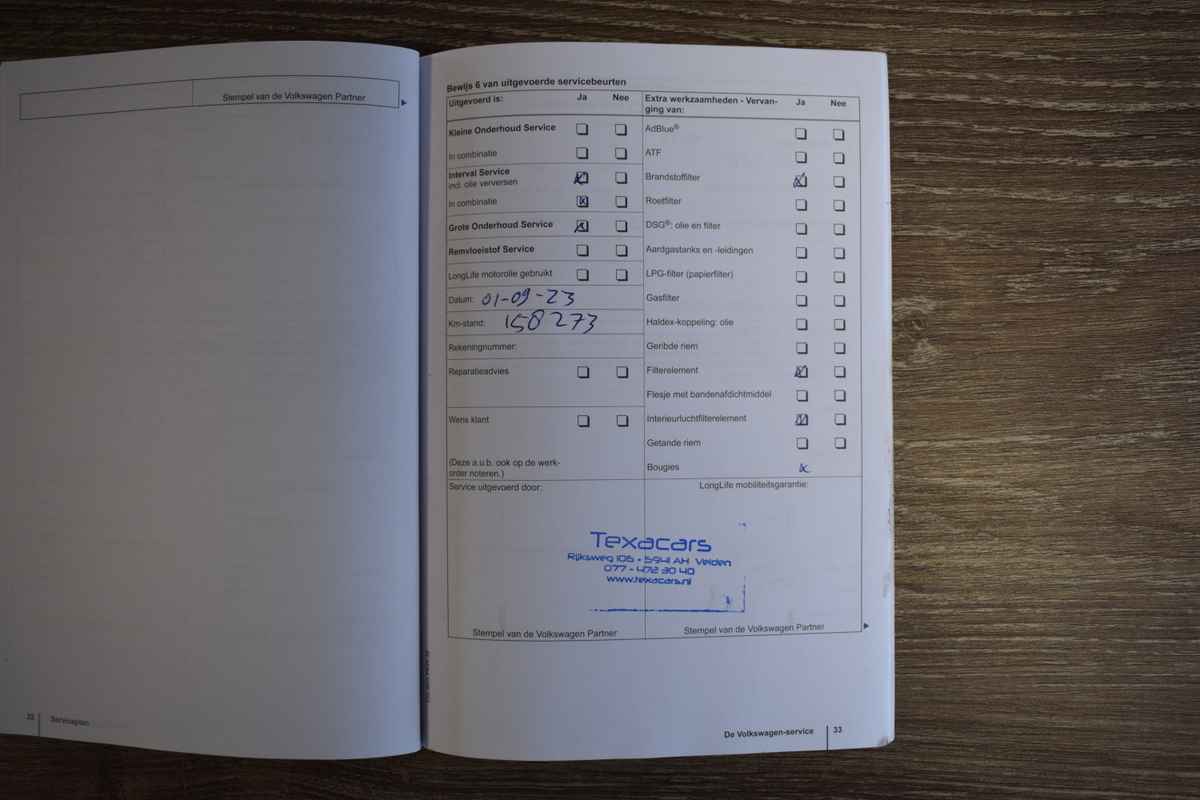 Stempel van de Volkswagen Partner
32 Serviceplan
Bewijs 6 van uitgevoerde servicebeurten
Uitgevoerd is: Ja Nee
Kleine Onderhoud Service
In combinatie
Interval Service
incl. olie verversen
In combinatie
Grote Onderhoud Service
Remvloeistof Service
LongLife motorolie gebruikt
Datum: 01-09-23
Km-stand: 158273
Rekeningnummer:
Reparatieadvies
Wens klant
(Deze a.u.b. ook op de werk-
order noteren.)
Extra werkzaamheden - Vervan- Ja Nee
ging van:
AdBlue®
ATF
Brandstoffilter
Roetfilter
DSG®: olie en filter
Aardgastanks en -leidingen
LPG-filter (papierfilter)
Gasfilter
Haldex-koppeling: olie
Geribde riem
Filterelement
Flesje met bandenafdichtmiddel
Interieurluchtfilterelement
Getande riem
Bougies
Service uitgevoerd door:
LongLife mobiliteitsgarantie:
Texacars
Rijksweg 106 - 5941 AH Velden
077 - 472 30 40
www.texacars.nl
Stempel van de Volkswagen Partner
Stempel van de Volkswagen Partner
De Volkswagen-service 33